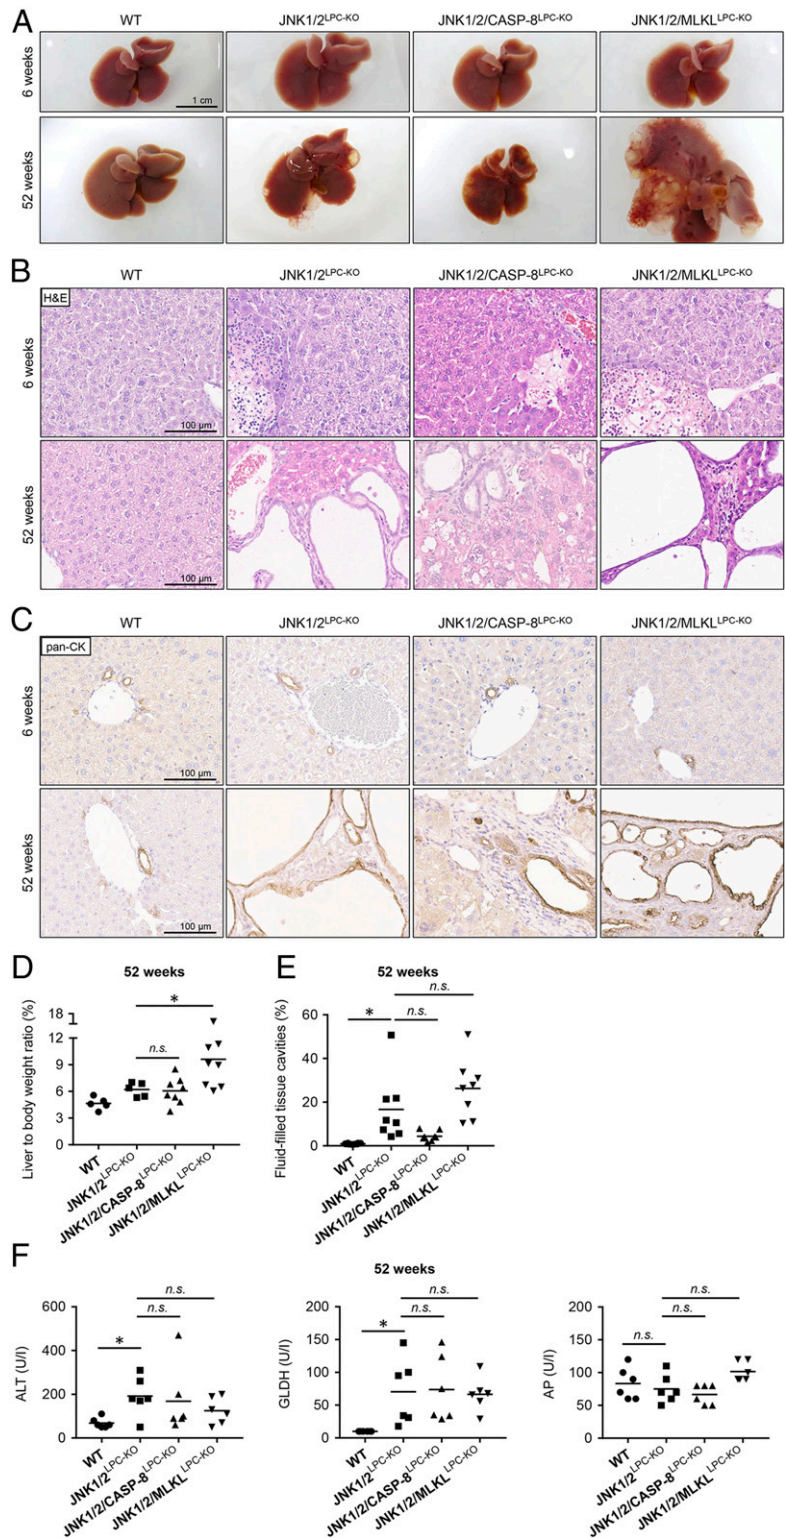 A
WT JNK1/2LPC-KO JNK1/2/CASP-8LPC-KO JNK1/2/MLKLLPC-KO
6 weeks
1 cm
52 weeks
B
WT JNK1/2LPC-KO JNK1/2/CASP-8LPC-KO JNK1/2/MLKLLPC-KO
H&E
6 weeks
100 µm
52 weeks
100 µm
C
WT JNK1/2LPC-KO JNK1/2/CASP-8LPC-KO JNK1/2/MLKLLPC-KO
pan-CK
6 weeks
100 µm
52 weeks
100 µm
D
52 weeks
Liver to body weight ratio (%)
18
12
9
6
3
0
*
n.s.
WT
JNK1/2LPC-KO
JNK1/2/CASP-8LPC-KO
JNK1/2/MLKLLPC-KO
E
52 weeks
Fluid-filled tissue cavities (%)
60
40
20
0
n.s.
* n.s.
WT
JNK1/2LPC-KO
JNK1/2/CASP-8LPC-KO
JNK1/2/MLKLLPC-KO
F
52 weeks
ALT (U/l)
600
400
200
0
n.s.
n.s.
*
WT
JNK1/2LPC-KO
JNK1/2/CASP-8LPC-KO
JNK1/2/MLKLLPC-KO
GLDH (U/l)
200
150
100
50
0
n.s.
* n.s.
WT
JNK1/2LPC-KO
JNK1/2/CASP-8LPC-KO
JNK1/2/MLKLLPC-KO
AP (U/l)
200
150
100
50
0
n.s.
n.s.
n.s.
WT
JNK1/2LPC-KO
JNK1/2/CASP-8LPC-KO
JNK1/2/MLKLLPC-KO